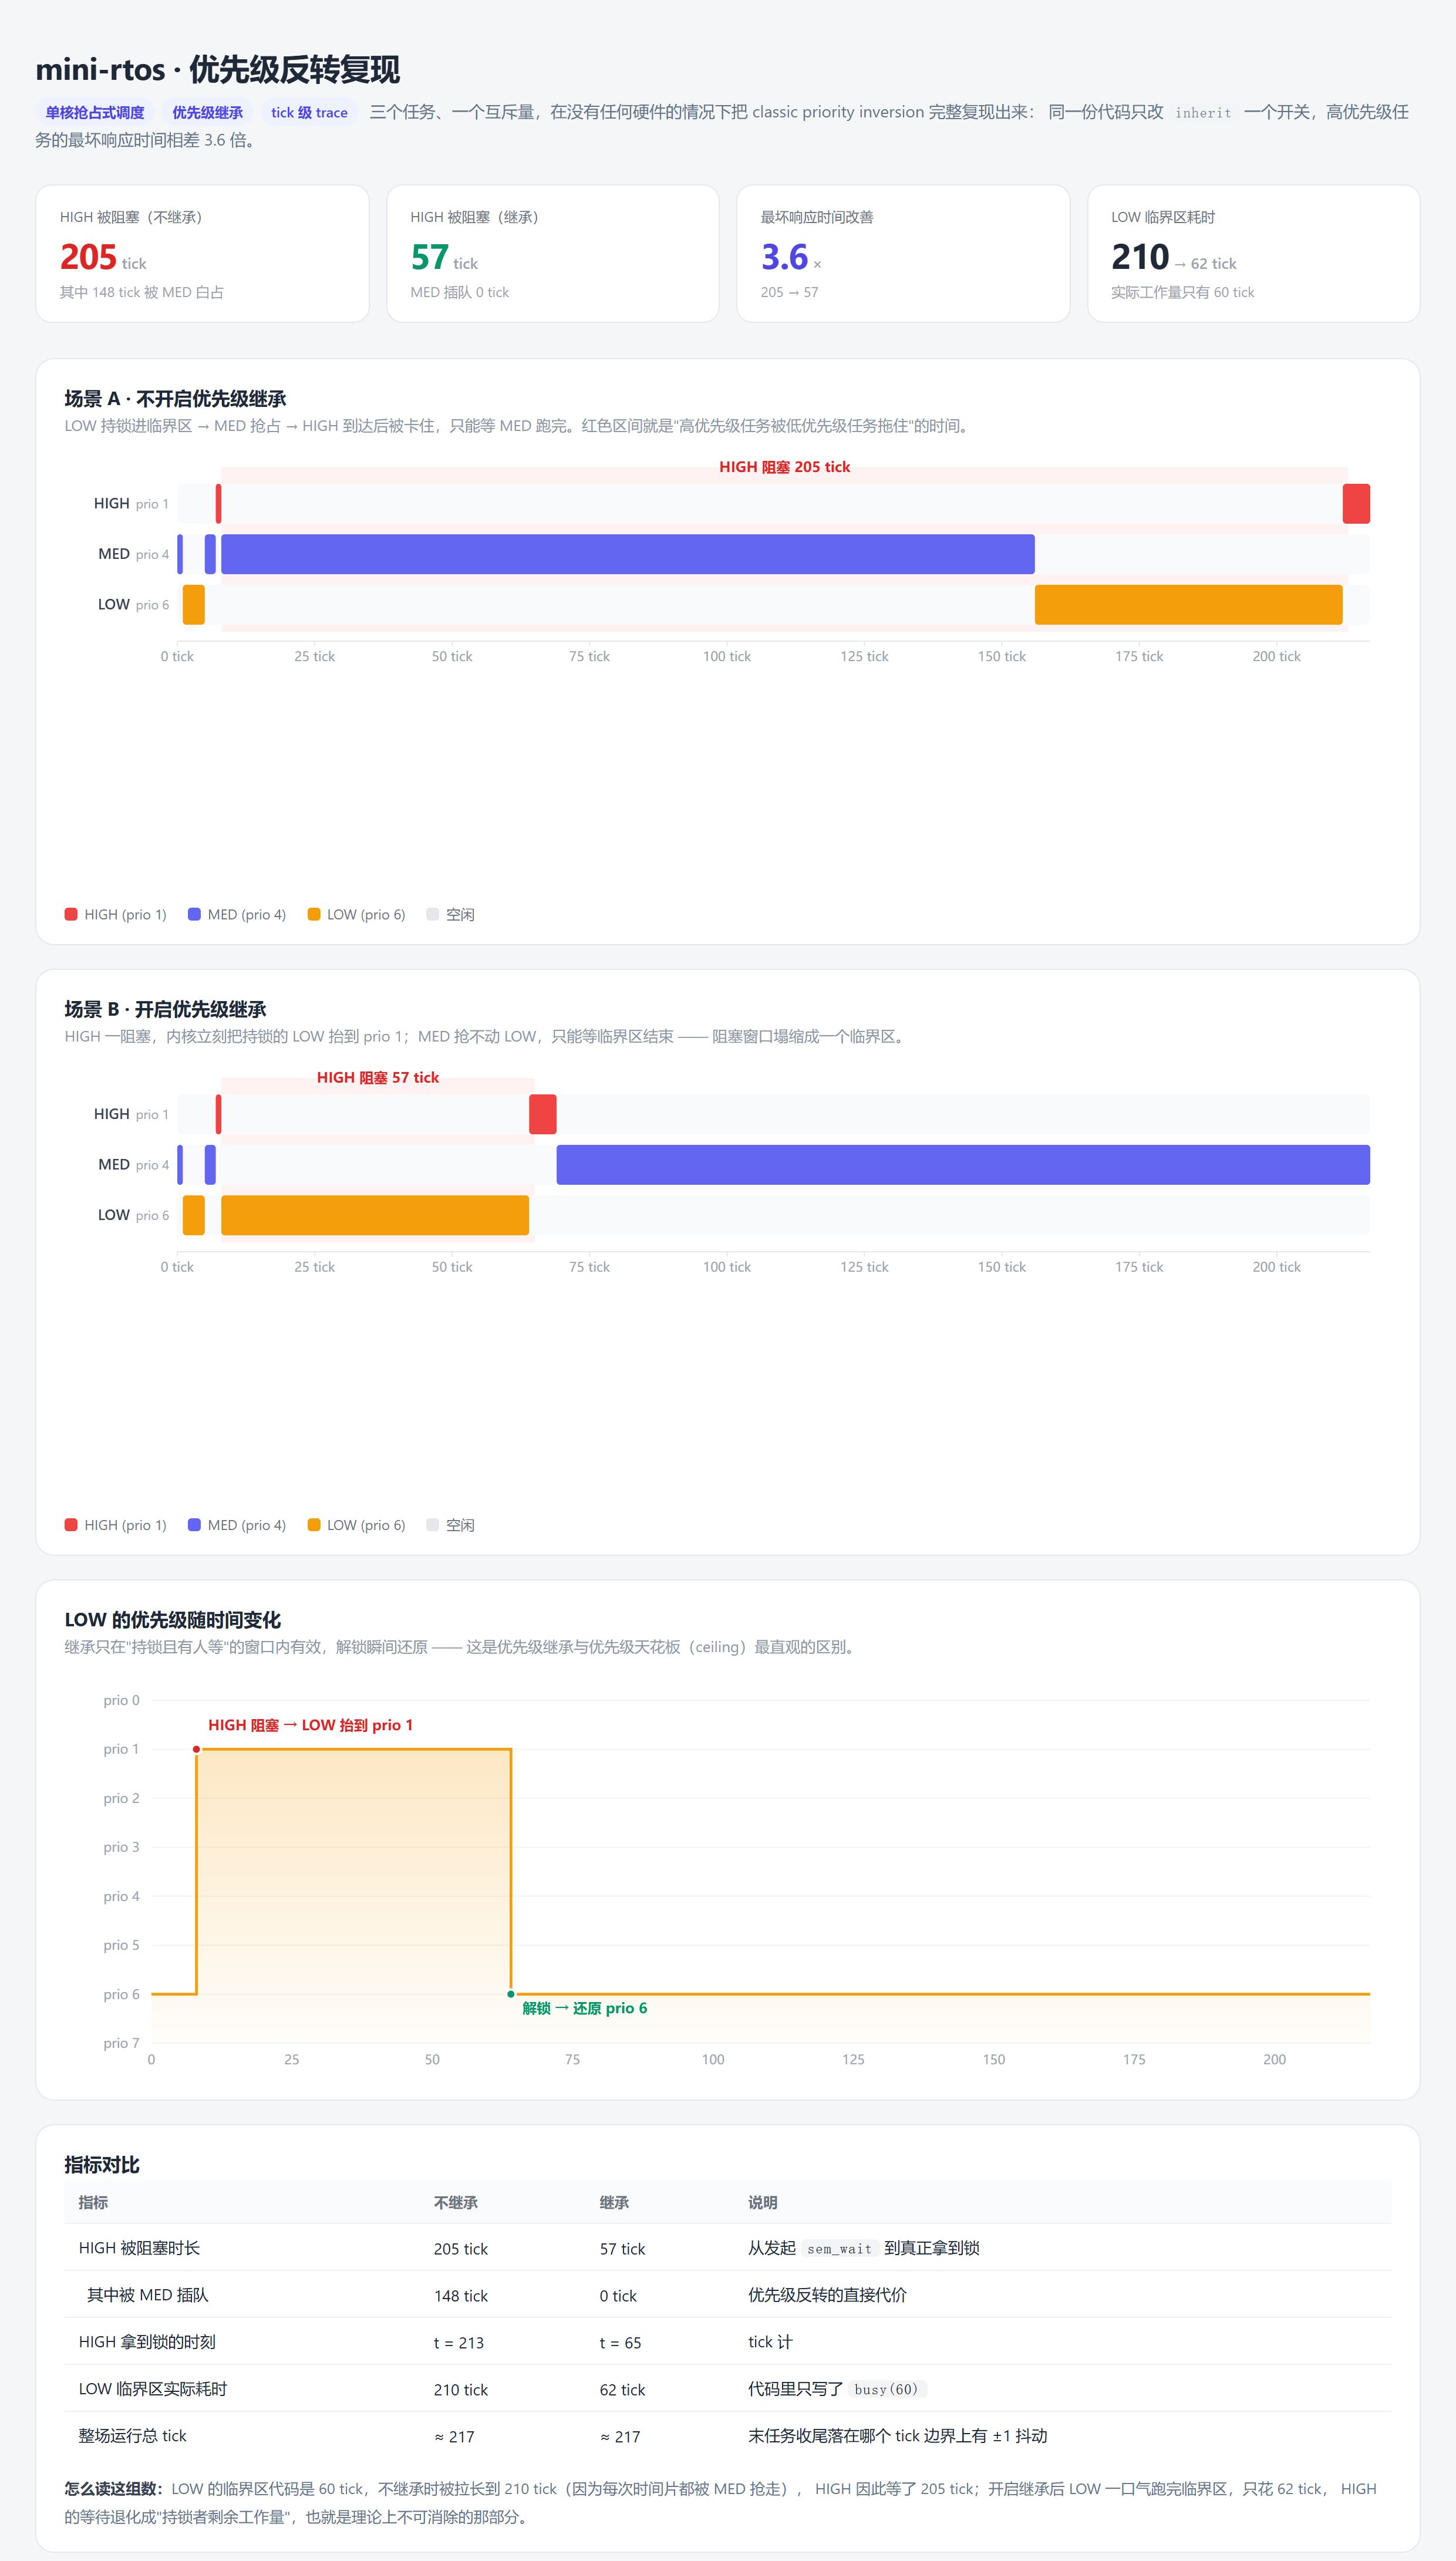 mini-rtos · 优先级反转复现
单核抢占式调度 优先级继承 tick 级 trace 三个任务、一个互斥量，在没有任何硬件的情况下把 classic priority inversion 完整复现出来： 同一份代码只改 inherit 一个开关，高优先级任
务的最坏响应时间相差 3.6 倍。
HIGH 被阻塞（不继承）
205 tick
其中 148 tick 被 MED 白占
HIGH 被阻塞（继承）
57 tick
MED 插队 0 tick
最坏响应时间改善
3.6 ×
205 → 57
LOW 临界区耗时
210 → 62 tick
实际工作量只有 60 tick
场景 A · 不开启优先级继承
LOW 持锁进临界区 → MED 抢占 → HIGH 到达后被卡住，只能等 MED 跑完。红色区间就是"高优先级任务被低优先级任务拖住"的时间。
HIGH 阻塞 205 tick
HIGH prio 1
MED prio 4
LOW prio 6
0 tick 25 tick 50 tick 75 tick 100 tick 125 tick 150 tick 175 tick 200 tick
HIGH (prio 1) MED (prio 4) LOW (prio 6) 空闲
场景 B · 开启优先级继承
HIGH 一阻塞，内核立刻把持锁的 LOW 抬到 prio 1；MED 抢不动 LOW，只能等临界区结束 —— 阻塞窗口塌缩成一个临界区。
HIGH 阻塞 57 tick
HIGH prio 1
MED prio 4
LOW prio 6
0 tick 25 tick 50 tick 75 tick 100 tick 125 tick 150 tick 175 tick 200 tick
HIGH (prio 1) MED (prio 4) LOW (prio 6) 空闲
LOW 的优先级随时间变化
继承只在"持锁且有人等"的窗口内有效，解锁瞬间还原 —— 这是优先级继承与优先级天花板（ceiling）最直观的区别。
prio 0
HIGH 阻塞 → LOW 抬到 prio 1
prio 1
prio 2
prio 3
prio 4
prio 5
prio 6
解锁 → 还原 prio 6
prio 7
0 25 50 75 100 125 150 175 200
指标对比
指标 不继承 继承 说明
HIGH 被阻塞时长 205 tick 57 tick 从发起 sem_wait 到真正拿到锁
其中被 MED 插队 148 tick 0 tick 优先级反转的直接代价
HIGH 拿到锁的时刻 t = 213 t = 65 tick 计
LOW 临界区实际耗时 210 tick 62 tick 代码里只写了 busy(60)
整场运行总 tick ≈ 217 ≈ 217 末任务收尾落在哪个 tick 边界上有 ±1 抖动
怎么读这组数：LOW 的临界区代码是 60 tick，不继承时被拉长到 210 tick（因为每次时间片都被 MED 抢走）， HIGH 因此等了 205 tick；开启继承后 LOW 一口气跑完临界区，只花 62 tick， HIGH
的等待退化成"持锁者剩余工作量"，也就是理论上不可消除的那部分。